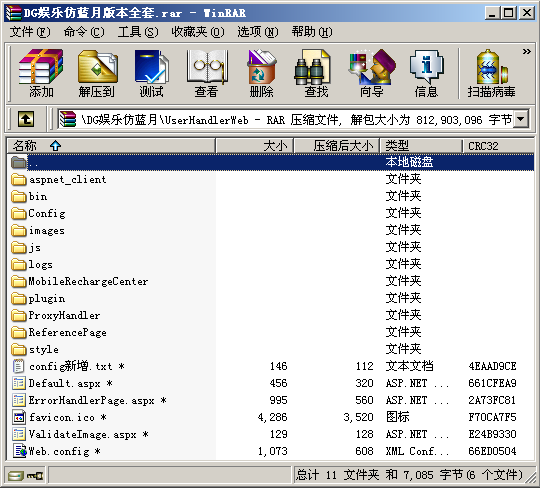 DG娱乐仿蓝月版本全套.rar - WinRAR
文件(F) 命令(C) 工具(S) 收藏夹(O) 选项(N) 帮助(H)
添加 解压到 测试 查看 删除 查找 向导 信息 扫描病毒 »
\DG娱乐仿蓝月\UserHandlerWeb - RAR 压缩文件, 解包大小为 812,903,096 字节
名称 大小 压缩后大小 类型 CRC32
.. 本地磁盘
aspnet_client 文件夹
bin 文件夹
Config 文件夹
images 文件夹
js 文件夹
logs 文件夹
MobileRechargeCenter 文件夹
plugin 文件夹
ProxyHandler 文件夹
ReferencePage 文件夹
style 文件夹
config新增.txt * 146 112 文本文档 4EAAD9CE
Default.aspx * 456 320 ASP.NET ... 661CFEA9
ErrorHandlerPage.aspx * 995 560 ASP.NET ... 2A73FC81
favicon.ico * 4,286 3,520 图标 F70CA7F5
ValidateImage.aspx * 129 128 ASP.NET ... E24B9330
Web.config * 1,073 608 XML Conf... 66ED0504
总计 11 文件夹 和 7,085 字节(6 个文件)